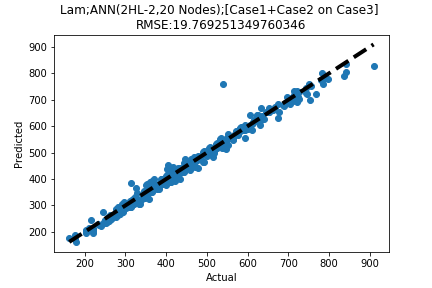 Lam;ANN(2HL-2,20 Nodes);[Case1+Case2 on Case3]
RMSE:19.769251349760346
900
800
700
600
500
400
300
200
Predicted
200 300 400 500 600 700 800 900
Actual